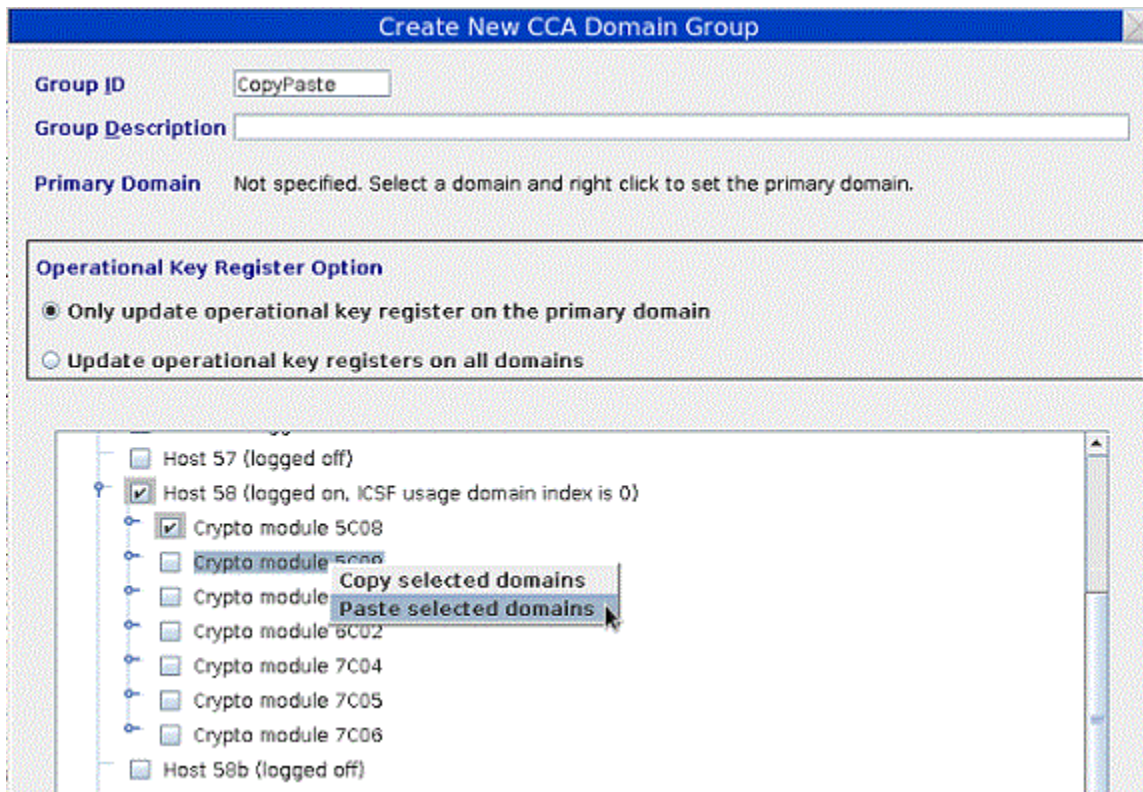 Create New CCA Domain Group
Group ID CopyPaste
Group Description
Primary Domain Not specified. Select a domain and right click to set the primary domain.
Operational Key Register Option
Only update operational key register on the primary domain
Update operational key registers on all domains
Host 57 (logged off)
Host 58 (logged on, ICSF usage domain index is 0)
Crypto module 5C08
Crypto module 5C09
Copy selected domains
Crypto module
Paste selected domains
Crypto module 6C02
Crypto module 7C04
Crypto module 7C05
Crypto module 7C06
Host 58b (logged off)